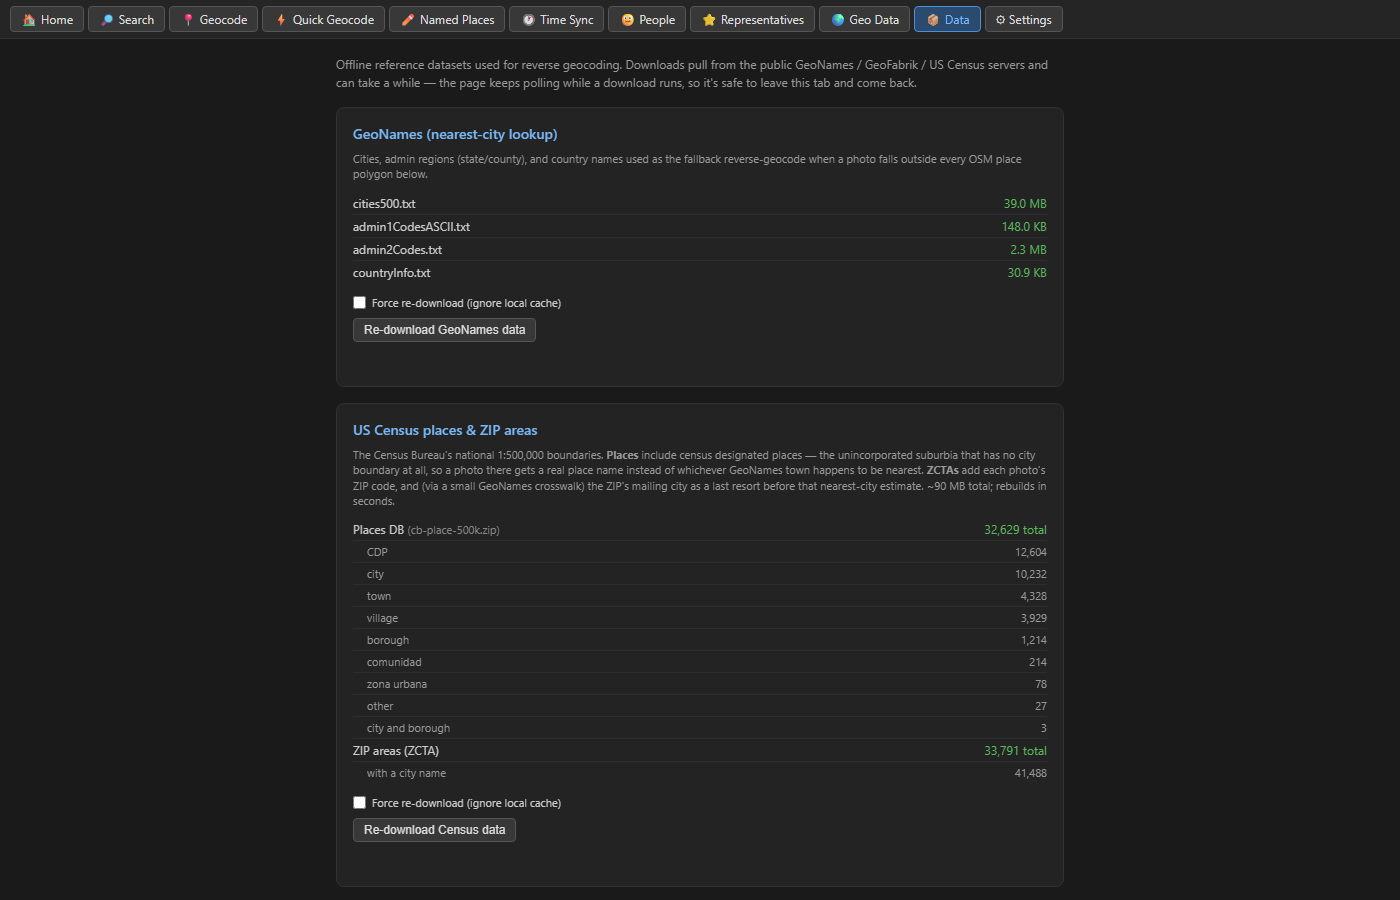 Home Search Geocode Quick Geocode Named Places Time Sync People Representatives Geo Data Data Settings
Offline reference datasets used for reverse geocoding. Downloads pull from the public GeoNames / GeoFabrik / US Census servers and
can take a while — the page keeps polling while a download runs, so it's safe to leave this tab and come back.
GeoNames (nearest-city lookup)
Cities, admin regions (state/county), and country names used as the fallback reverse-geocode when a photo falls outside every OSM place
polygon below.
cities500.txt 39.0 MB
admin1CodesASCII.txt 148.0 KB
admin2Codes.txt 2.3 MB
countryInfo.txt 30.9 KB
Force re-download (ignore local cache)
Re-download GeoNames data
US Census places & ZIP areas
The Census Bureau's national 1:500,000 boundaries. Places include census designated places — the unincorporated suburbia that has no city
boundary at all, so a photo there gets a real place name instead of whichever GeoNames town happens to be nearest. ZCTAs add each photo's
ZIP code, and (via a small GeoNames crosswalk) the ZIP's mailing city as a last resort before that nearest-city estimate. ~90 MB total; rebuilds in
seconds.
Places DB (cb-place-500k.zip) 32,629 total
CDP 12,604
city 10,232
town 4,328
village 3,929
borough 1,214
comunidad 214
zona urbana 78
other 27
city and borough 3
ZIP areas (ZCTA) 33,791 total
with a city name 41,488
Force re-download (ignore local cache)
Re-download Census data